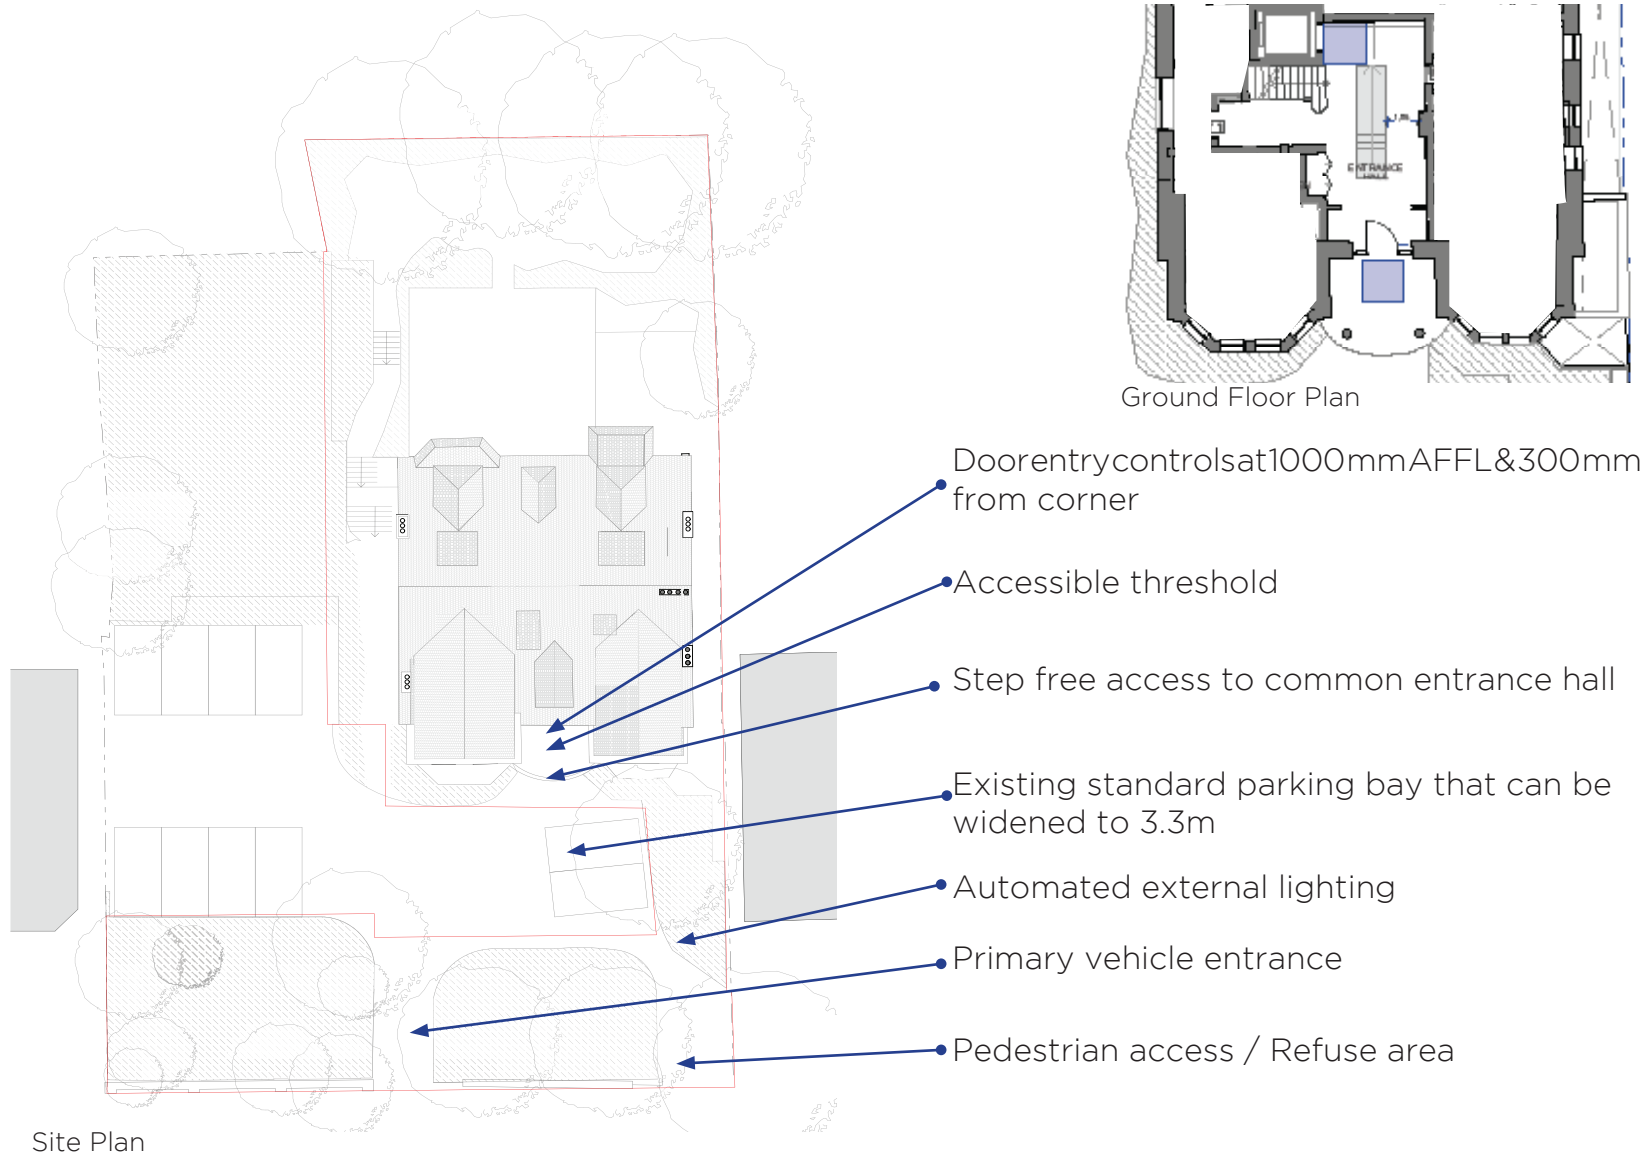 ENTRANCE
HALL
Ground Floor Plan
Doorentrycontrolsat1000mmAFFL&300mm
from corner
Accessible threshold
Step free access to common entrance hall
Existing standard parking bay that can be
widened to 3.3m
Automated external lighting
Primary vehicle entrance
Pedestrian access / Refuse area
Site Plan